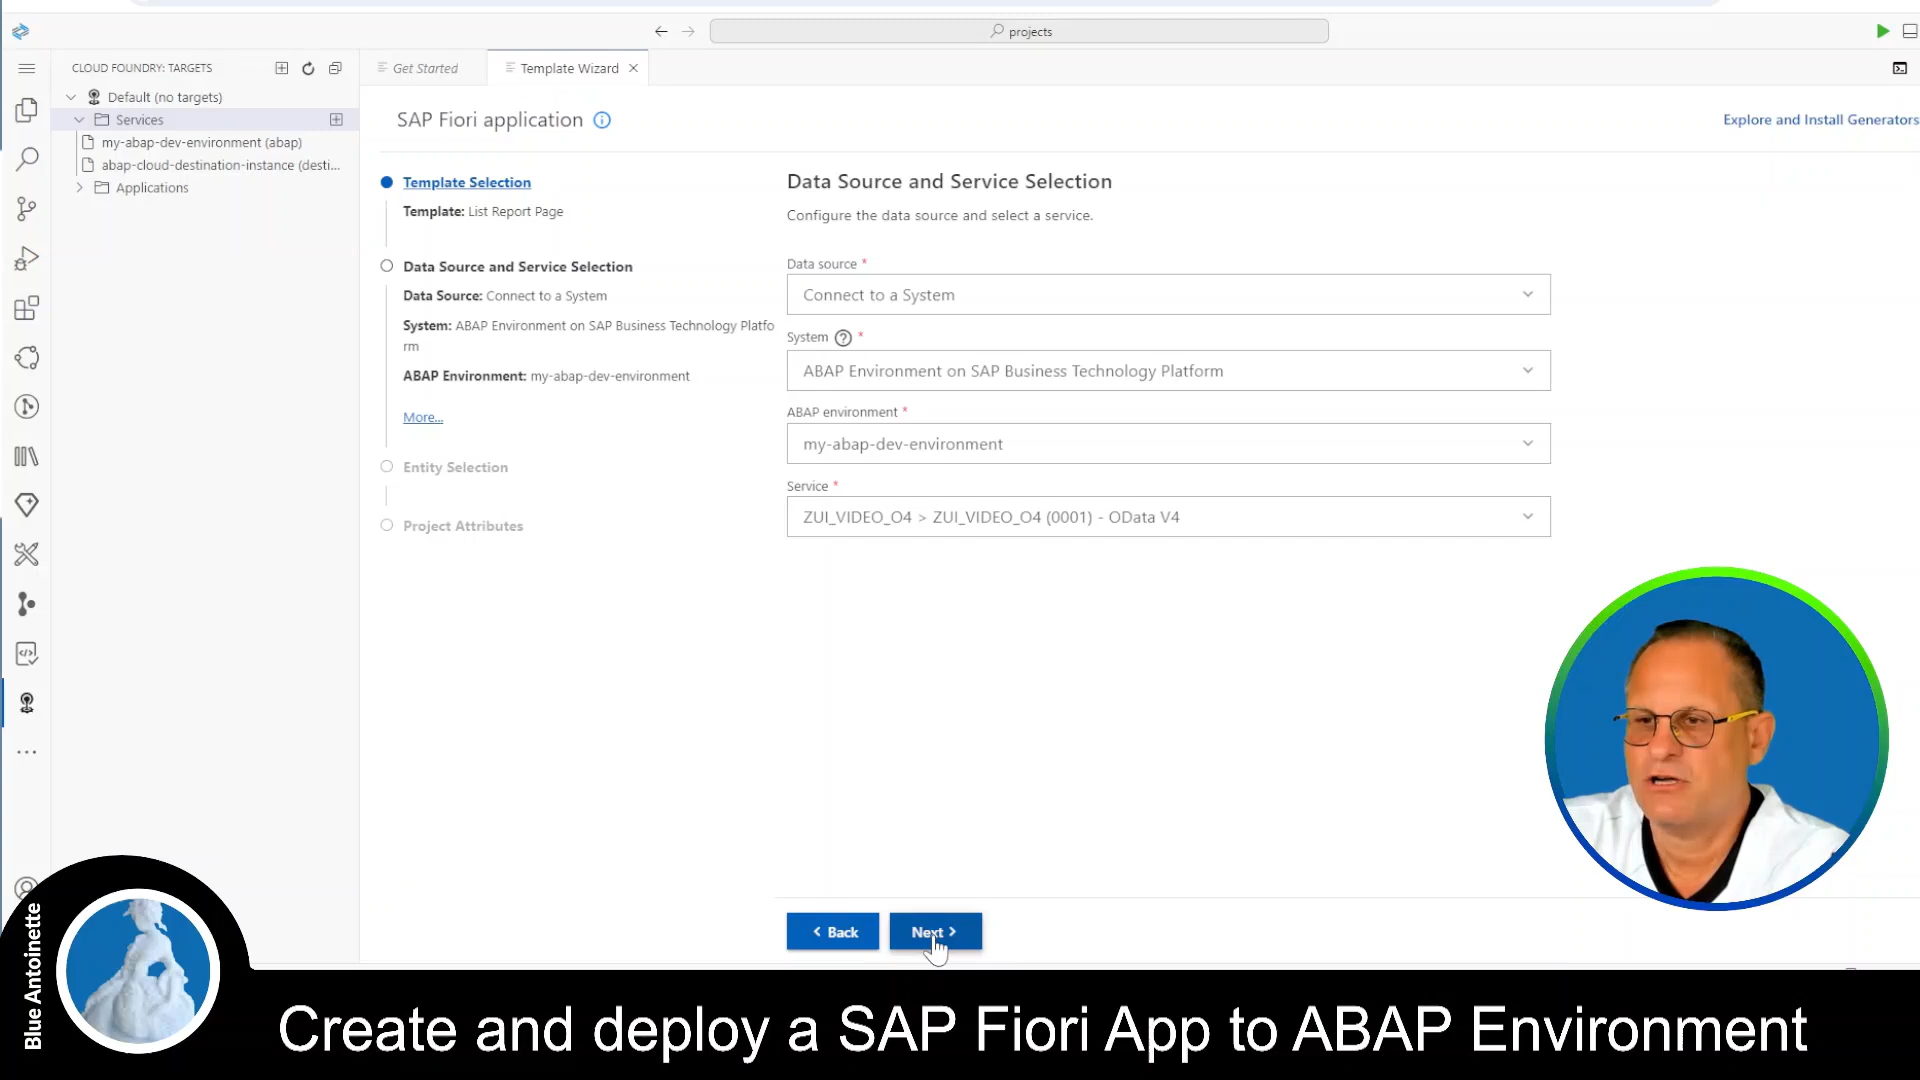 projects
CLOUD FOUNDRY: TARGETS
Default (no targets)
Services
my-abap-dev-environment (abap)
abap-cloud-destination-instance (desti...
Applications
Get Started
Template Wizard
SAP Fiori application
Explore and Install Generators
Template Selection
Template: List Report Page
Data Source and Service Selection
Data Source: Connect to a System
System: ABAP Environment on SAP Business Technology Platfo
rm
ABAP Environment: my-abap-dev-environment
More...
Entity Selection
Project Attributes
Data Source and Service Selection
Configure the data source and select a service.
Data source *
Connect to a System
System ? *
ABAP Environment on SAP Business Technology Platform
ABAP environment *
my-abap-dev-environment
Service *
ZUI_VIDEO_O4 > ZUI_VIDEO_O4 (0001) - OData V4
< Back
Next >
Blue Antoinette
Create and deploy a SAP Fiori App to ABAP Environment